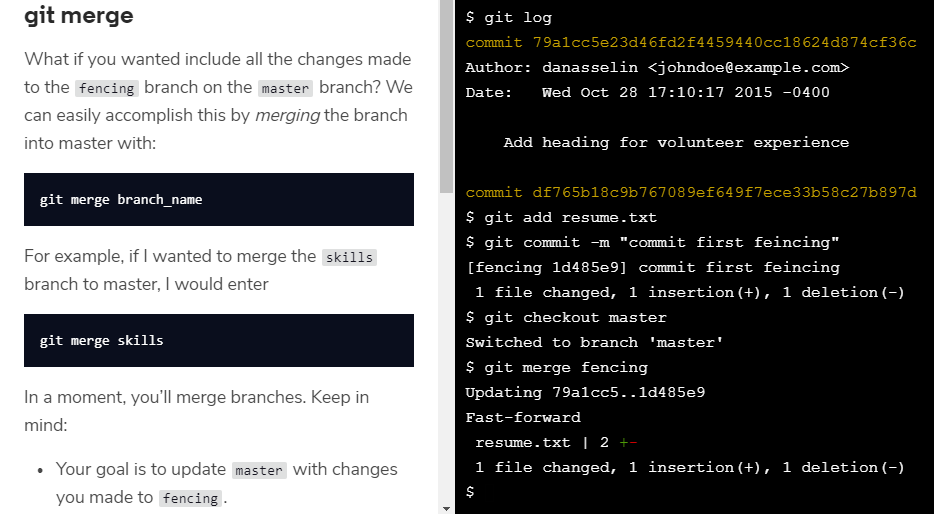 git merge
What if you wanted include all the changes made
to the fencing branch on the master branch? We
can easily accomplish this by merging the branch
into master with:
git merge branch_name
For example, if I wanted to merge the skills
branch to master, I would enter
git merge skills
In a moment, you’ll merge branches. Keep in
mind:
• Your goal is to update master with changes
you made to fencing.
$ git log
commit 79a1cc5e23d46fd2f4459440cc18624d874cf36c
Author: danasselin <johndoe@example.com>
Date:   Wed Oct 28 17:10:17 2015 -0400
Add heading for volunteer experience
commit df765b18c9b767089ef649f7ece33b58c27b897d
$ git add resume.txt
$ git commit -m "commit first feincing"
[fencing 1d485e9] commit first feincing
1 file changed, 1 insertion(+), 1 deletion(-)
$ git checkout master
Switched to branch 'master'
$ git merge fencing
Updating 79a1cc5..1d485e9
Fast-forward
resume.txt | 2 +-
1 file changed, 1 insertion(+), 1 deletion(-)
$